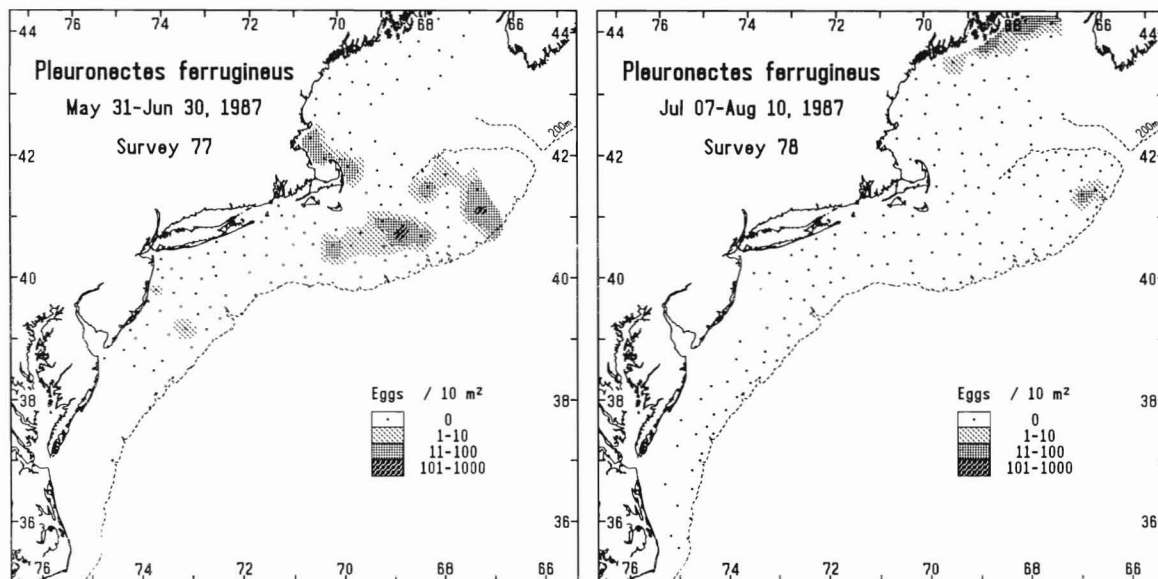 76 74 72 70 68 66
44 44
Pleuronectes ferrugineus
May 31-Jun 30, 1987
Survey 77
200m
42 42
40 40
Eggs / 10 m²
38 38
0
1-10
11-100
101-1000
36 36
76 74 72 70 68 66
76 74 72 70 68 66
44 44
Pleuronectes ferrugineus
Jul 07-Aug 10, 1987
Survey 78
200m
42 42
40 40
Eggs / 10 m²
38 38
0
1-10
11-100
101-1000
36 36
76 74 72 70 68 66